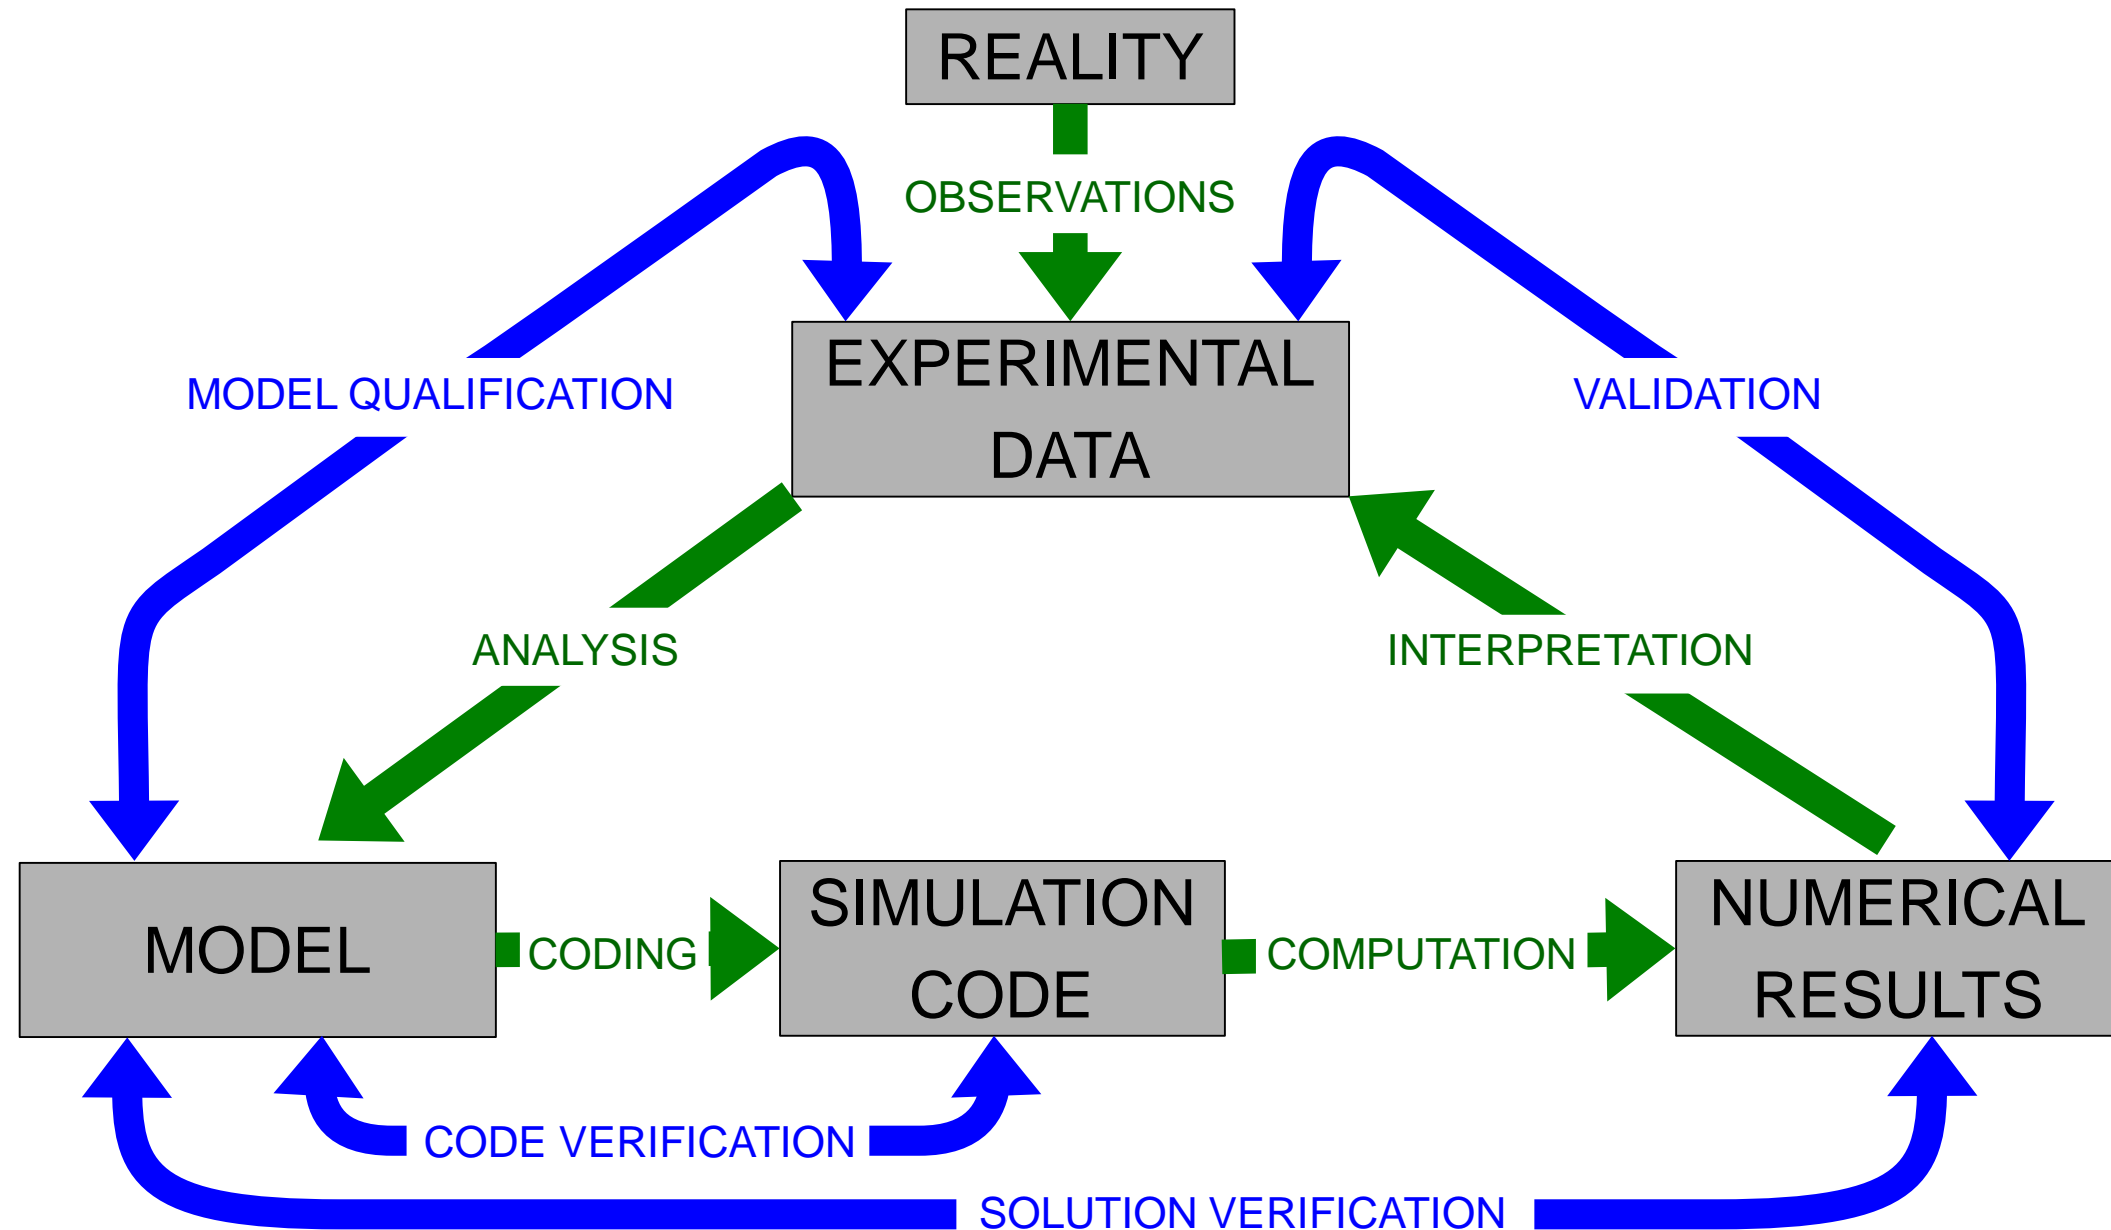 REALITY
OBSERVATIONS
EXPERIMENTAL
DATA
MODEL QUALIFICATION
VALIDATION
ANALYSIS
INTERPRETATION
MODEL
CODING
SIMULATION
CODE
COMPUTATION
NUMERICAL
RESULTS
CODE VERIFICATION
SOLUTION VERIFICATION